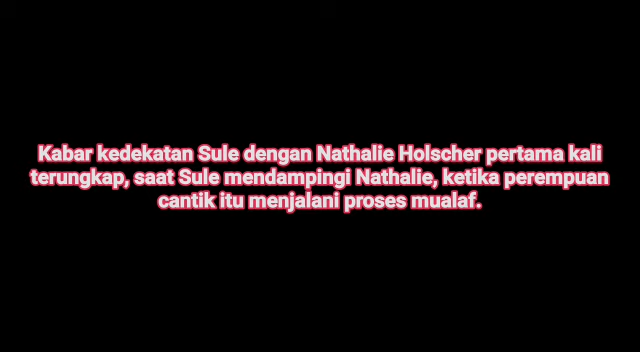 Kabar kedekatan Sule dengan Nathalie Holscher pertama kali
terungkap, saat Sule mendampingi Nathalie, ketika perempuan
cantik itu menjalani proses mualaf.